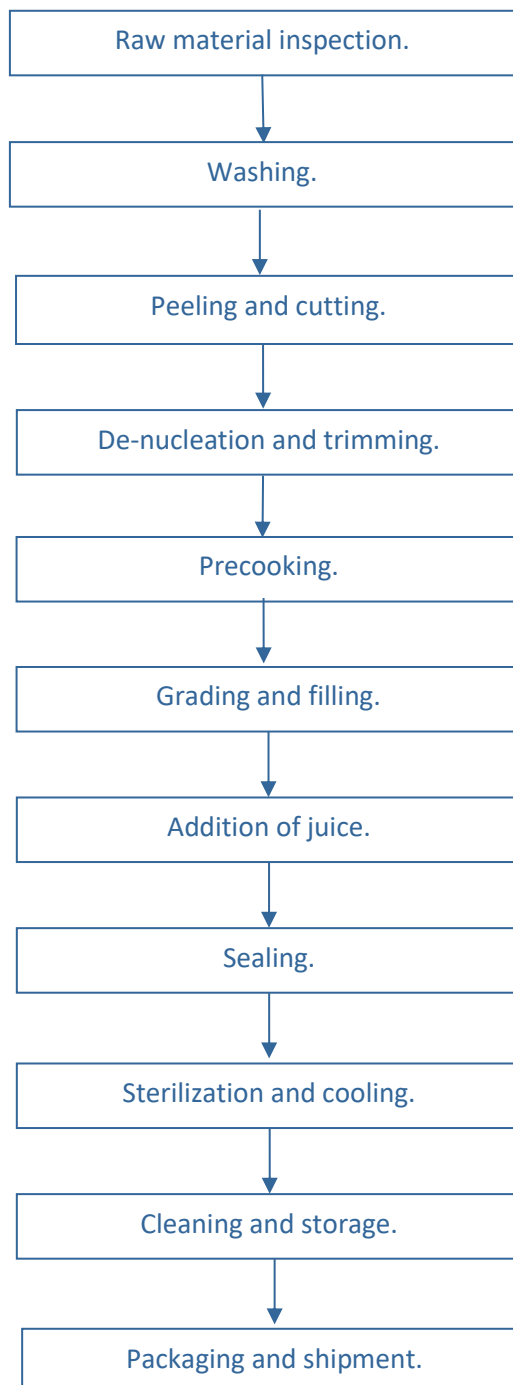 Raw material inspection.
Washing.
Peeling and cutting.
De-nucleation and trimming.
Precooking.
Grading and filling.
Addition of juice.
Sealing.
Sterilization and cooling.
Cleaning and storage.
Packaging and shipment.